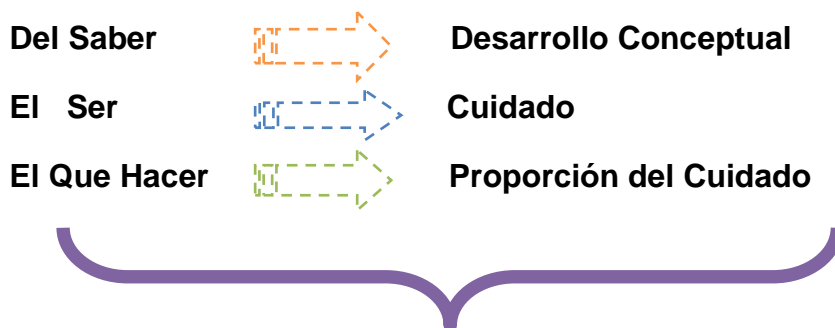 Del Saber Desarrollo Conceptual
El Ser Cuidado
El Que Hacer Proporción del Cuidado